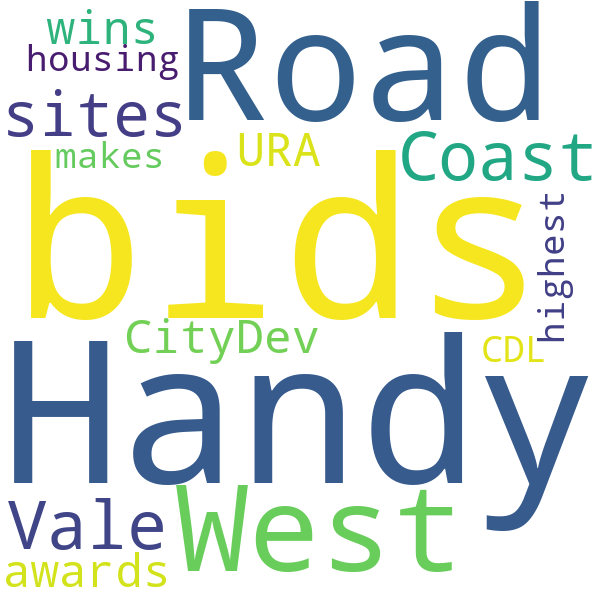 wins
Road
housing
sites
URA
Coast
makes
bids
highest
CityDev
CDL
Handy
West
Vale
awards